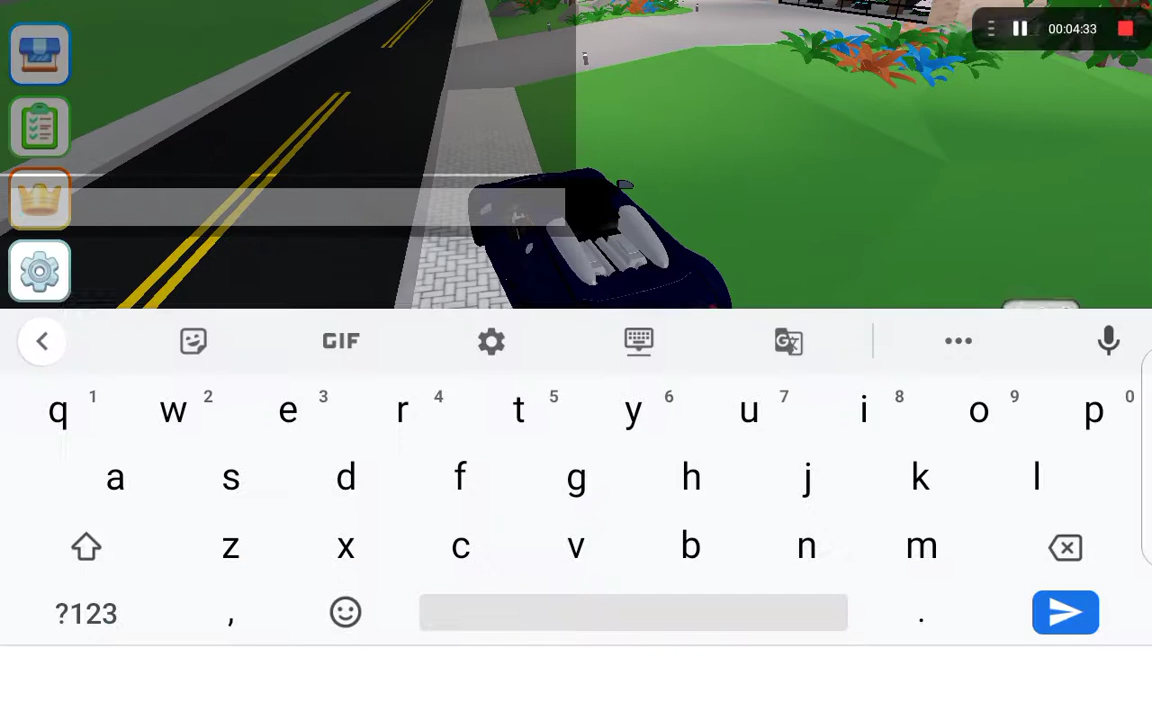 00:04:33
GIF
q 1 w 2 e 3 r 4 t 5 y 6 u 7 i 8 o 9 p 0
a s d f g h j k l
z x c v b n m
?123 , .